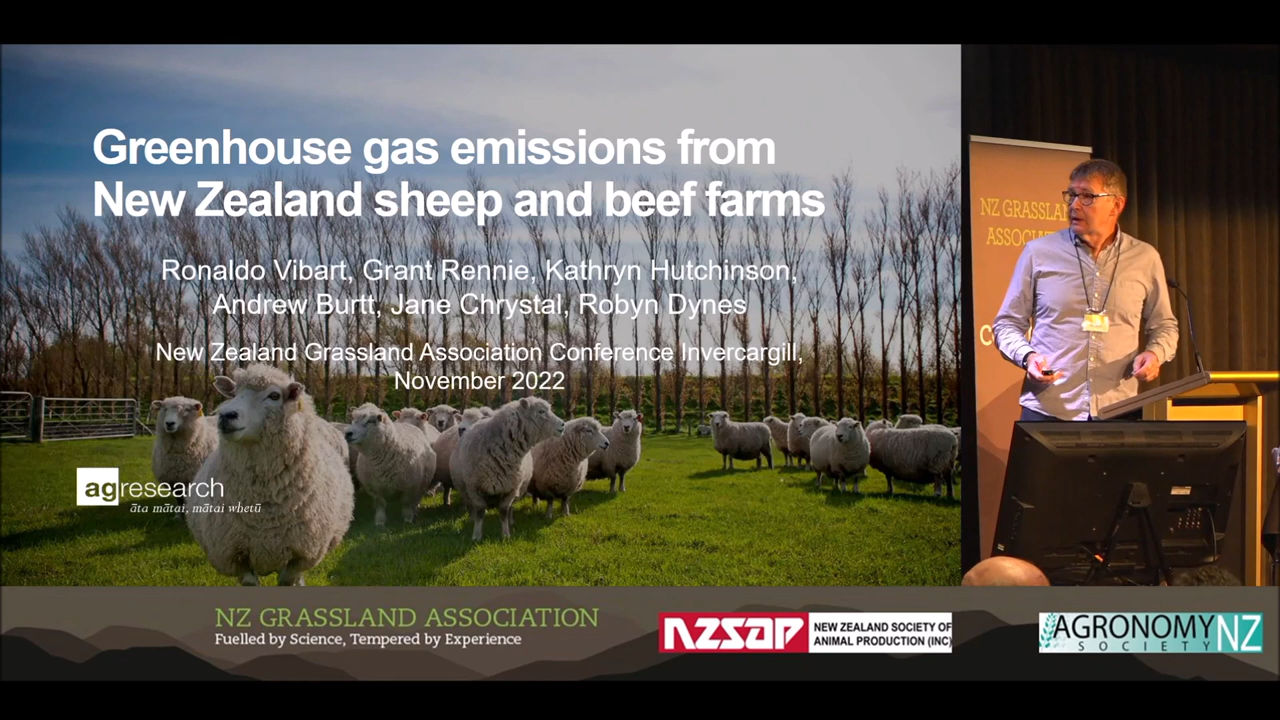 Greenhouse gas emissions from
New Zealand sheep and beef farms
Ronaldo Vibart, Grant Rennie, Kathryn Hutchinson,
Andrew Burtt, Jane Chrystal, Robyn Dynes
New Zealand Grassland Association Conference Invercargill,
November 2022
agresearch
āta mātai, mātai whetū
NZ GRASSLAN
ASSOCIAT
NZ GRASSLAND ASSOCIATION
Fuelled by Science, Tempered by Experience
NZSAP
NEW ZEALAND SOCIETY OF
ANIMAL PRODUCTION (INC)
AGRONOMY NZ
SOCIETY